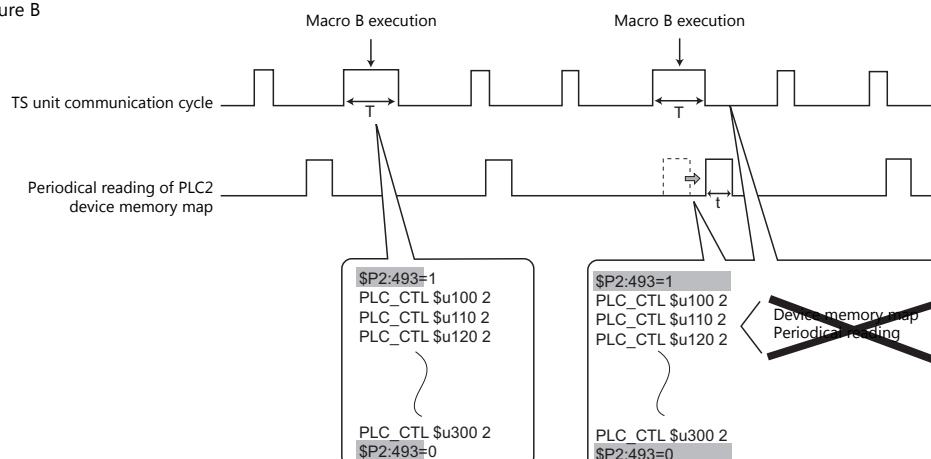 ure B
Macro B execution
Macro B execution
TS unit communication cycle
T
T
Periodical reading of PLC2
device memory map
t
$P2:493=1
PLC_CTL $u100 2
PLC_CTL $u110 2
PLC_CTL $u120 2
PLC_CTL $u300 2
$P2:493=0
$P2:493=1
PLC_CTL $u100 2
PLC_CTL $u110 2
PLC_CTL $u120 2
Device memory map
Periodical reading
PLC_CTL $u300 2
$P2:493=0